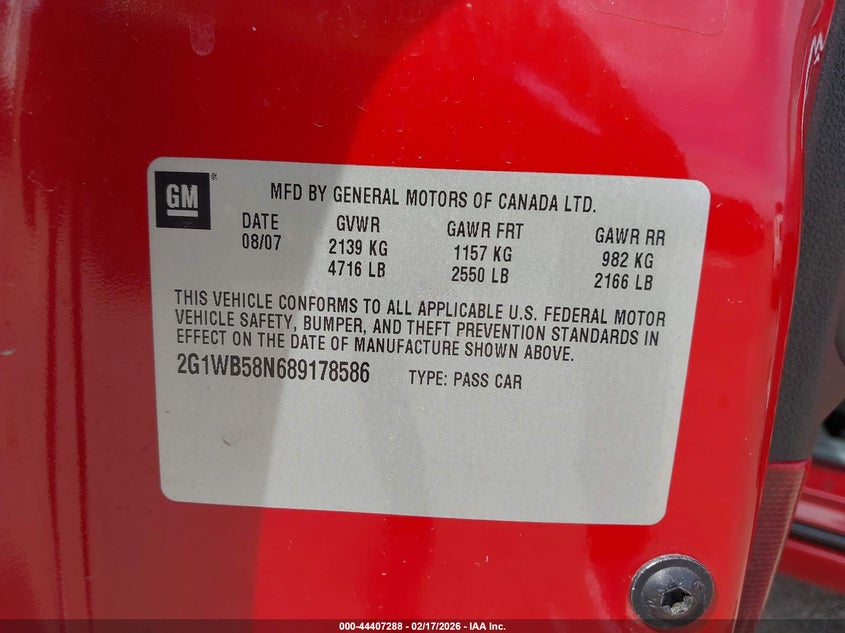 GM ®
MFD BY GENERAL MOTORS OF CANADA LTD.
DATE GVWR GAWR FRT GAWR RR
08/07 2139 KG 1157 KG 982 KG
4716 LB 2550 LB 2166 LB
THIS VEHICLE CONFORMS TO ALL APPLICABLE U.S. FEDERAL MOTOR
VEHICLE SAFETY, BUMPER, AND THEFT PREVENTION STANDARDS IN
EFFECT ON THE DATE OF MANUFACTURE SHOWN ABOVE.
2G1WB58N689178586 TYPE: PASS CAR
000-44407288 - 02/17/2026 - IAA Inc.